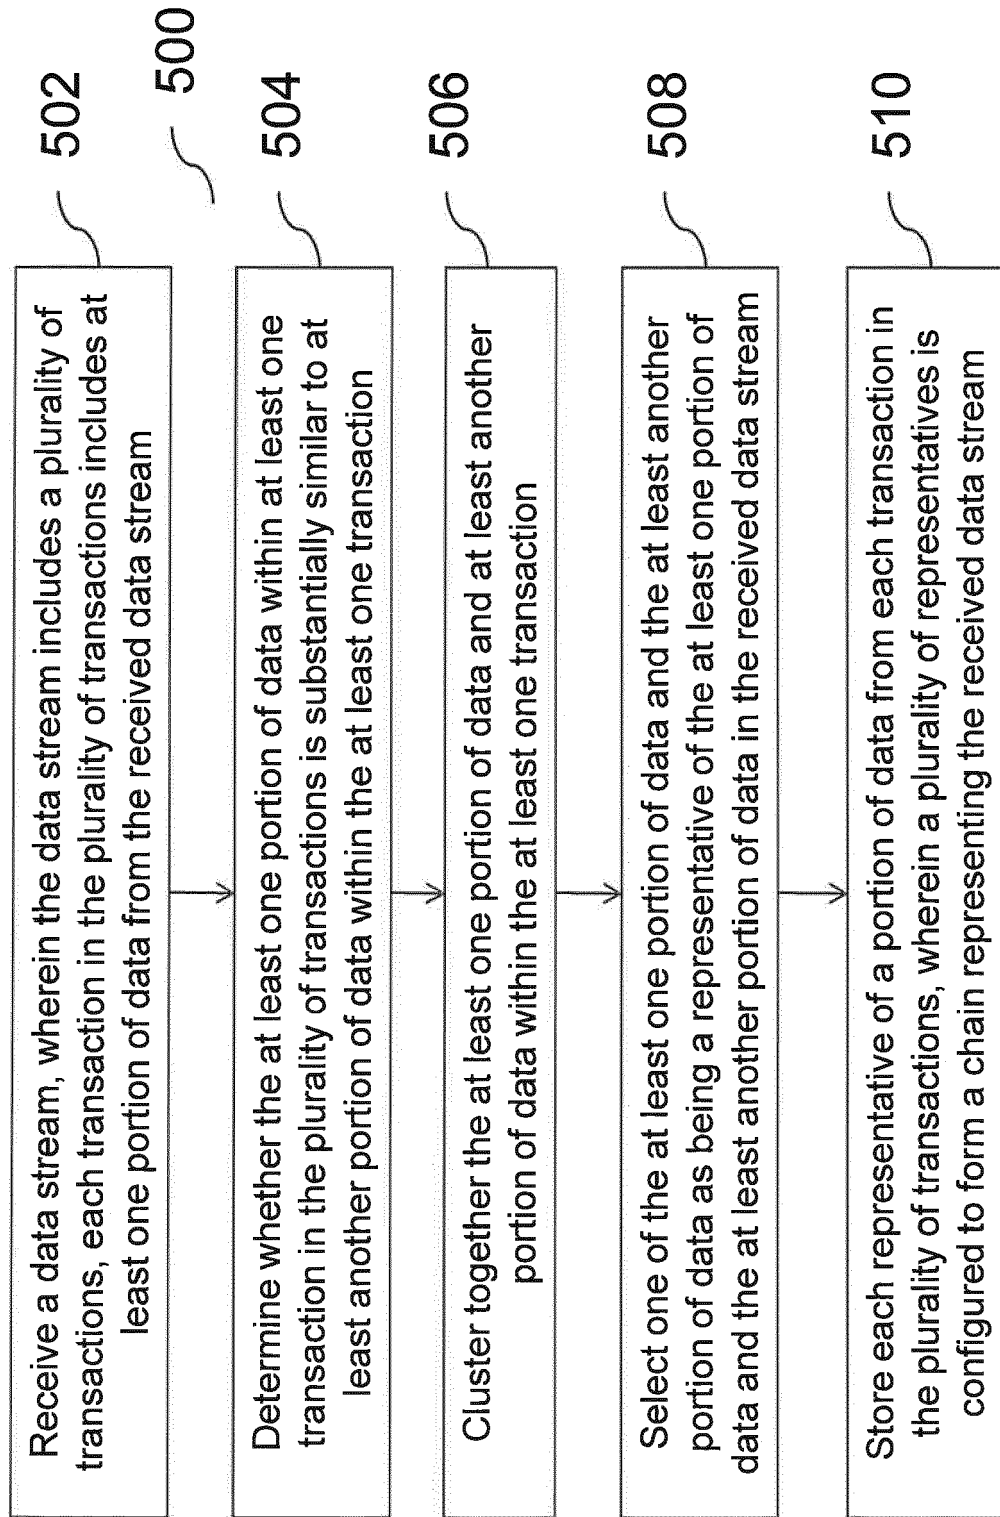 500
Receive a data stream, wherein the data stream includes a plurality of
transactions, each transaction in the plurality of transactions includes at
least one portion of data from the received data stream
502
Determine whether the at least one portion of data within at least one
transaction in the plurality of transactions is substantially similar to at
least another portion of data within the at least one transaction
504
Cluster together the at least one portion of data and at least another
portion of data within the at least one transaction
506
Select one of the at least one portion of data and the at least another
portion of data as being a representative of the at least one portion of
data and the at least another portion of data in the received data stream
508
Store each representative of a portion of data from each transaction in
the plurality of transactions, wherein a plurality of representatives is
configured to form a chain representing the received data stream
510